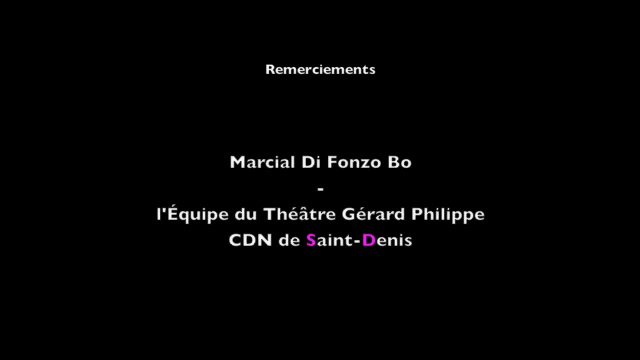 Remerciements
Marcial Di Fonzo Bo
-
l'Équipe du Théâtre Gérard Philippe
CDN de Saint-Denis